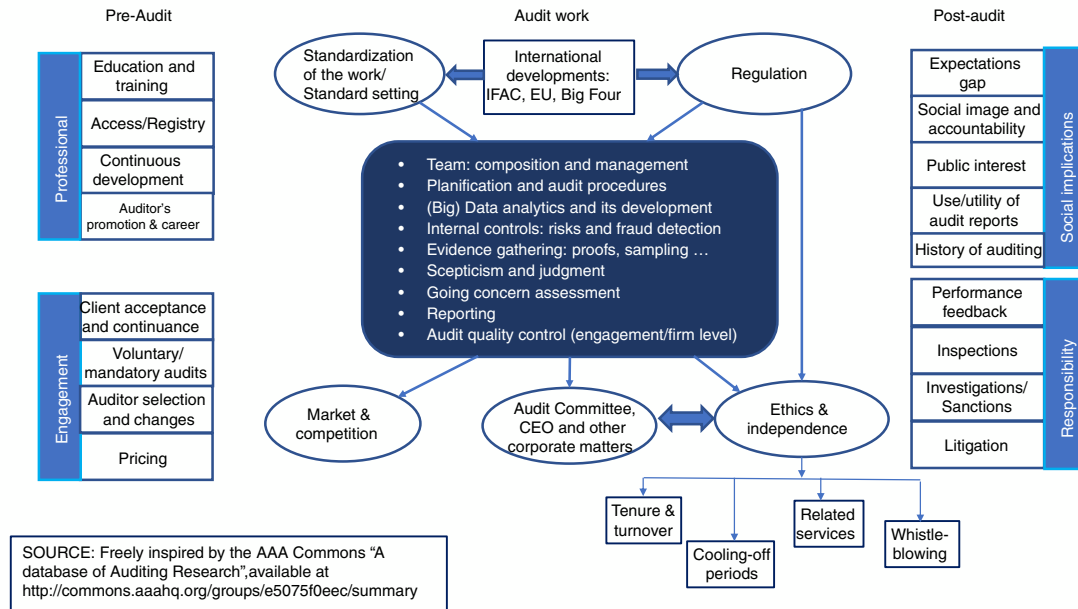 Pre-Audit
Audit work
Post-audit
Professional
Education and
training
Access/Registry
Continuous
development
Auditor's
promotion & career
Engagement
Client acceptance
and continuance
Voluntary/
mandatory audits
Auditor selection
and changes
Pricing
Standardization
of the work/
Standard setting
International
developments:
IFAC, EU, Big Four
Regulation
• Team: composition and management
• Planification and audit procedures
• (Big) Data analytics and its development
• Internal controls: risks and fraud detection
• Evidence gathering: proofs, sampling …
• Scepticism and judgment
• Going concern assessment
• Reporting
• Audit quality control (engagement/firm level)
Market &
competition
Audit Committee,
CEO and other
corporate matters
Ethics &
independence
Tenure &
turnover
Cooling-off
periods
Related
services
Whistle-
blowing
Expectations
gap
Social image and
accountability
Public interest
Use/utility of
audit reports
History of auditing
Social implications
Performance
feedback
Inspections
Investigations/
Sanctions
Litigation
Responsibility
SOURCE: Freely inspired by the AAA Commons “A
database of Auditing Research”,available at
http://commons.aaahq.org/groups/e5075f0eec/summary